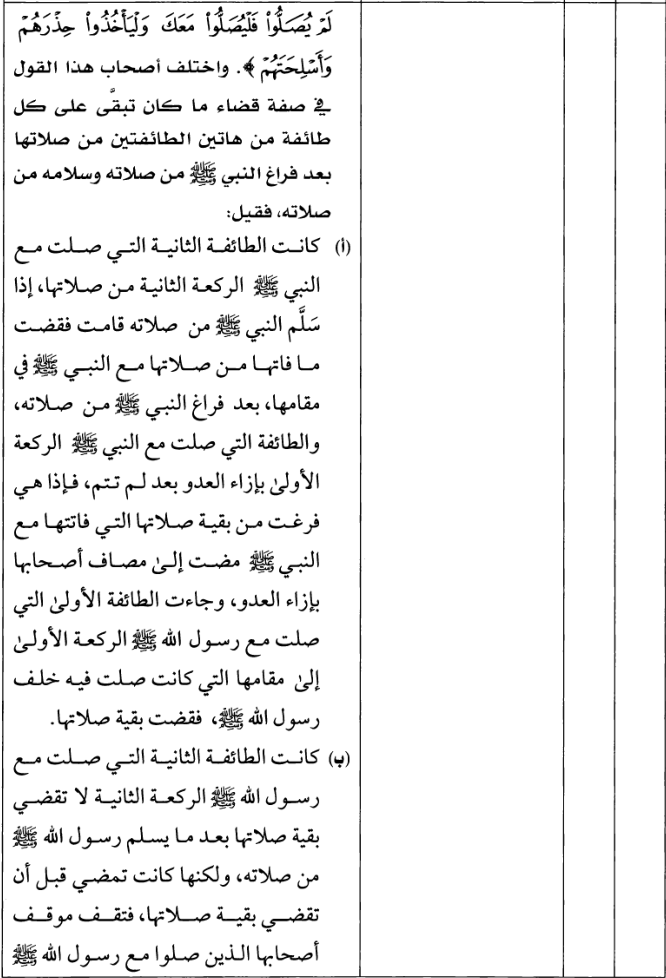 لَمْ يُصَلُّواْ فَلْيُصَلُّواْ مَعَكَ وَلْيَأْخُذُواْ حِذْرَهُمْ
وَأَسْلِحَتَهُمْ ﴾. واختلف أصحاب هذا القول
في صفة قضاء ما كان تبقَّى على كل
طائفة من هاتين الطائفتين من صلاتها
بعد فراغ النبي ﷺ من صلاته وسلامه من
صلاته، فقيل:
(أ) كانت الطائفة الثانية التي صلت مع
النبي ﷺ الركعة الثانية من صلاتها، إذا
سَلَّم النبي ﷺ من صلاته قامت فقضت
ما فاتها من صلاتها مع النبي ﷺ في
مقامها، بعد فراغ النبي ﷺ من صلاته،
والطائفة التي صلت مع النبي ﷺ الركعة
الأولىٰ بإزاء العدو بعد لم تتم، فإذا هي
فرغت من بقية صلاتها التي فاتتها مع
النبي ﷺ مضت إلىٰ مصاف أصحابها
بإزاء العدو، وجاءت الطائفة الأولىٰ التي
صلت مع رسول الله ﷺ الركعة الأولىٰ
إلىٰ مقامها التي كانت صلت فيه خلف
رسول الله ﷺ، فقضت بقية صلاتها.
(ب) كانت الطائفة الثانية التي صلت مع
رسول الله ﷺ الركعة الثانية لا تقضي
بقية صلاتها بعد ما يسلم رسول الله ﷺ
من صلاته، ولكنها كانت تمضي قبل أن
تقضي بقية صلاتها، فتقف موقف
أصحابها الذين صلوا مع رسول الله ﷺ